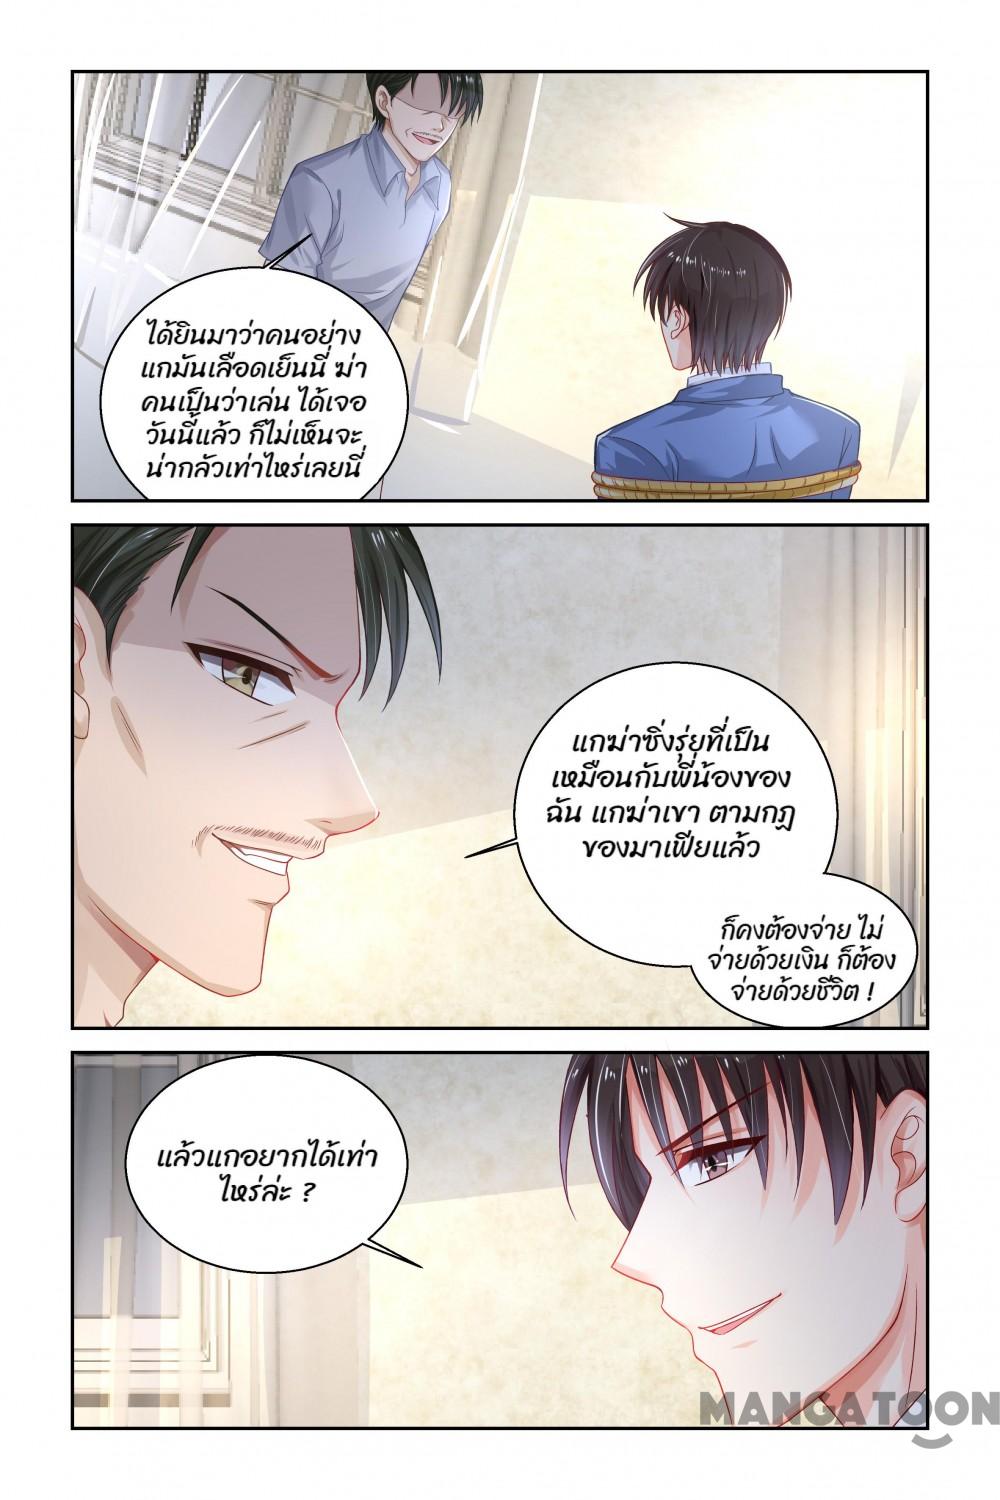 ได้ยินมาว่าคนอย่าง
แกมันเลือดเย็นนี่ ฆ่า
คนเป็นว่าเล่น ได้เจอ
วันนี้แล้ว ก็ไม่เห็นจะ
น่ากลัวเท่าไหร่เลยนี่
แกฆ่าซิ่งรุ่ยที่เป็น
เหมือนกับพี่น้องของ
ฉัน แกฆ่าเขา ตามกฏ
ของมาเฟียแล้ว
ก็คงต้องจ่าย ไม่
จ่ายด้วยเงิน ก็ต้อง
จ่ายด้วยชีวิต !
แล้วแกอยากได้เท่า
ไหร่ล่ะ ?
MANGATOON